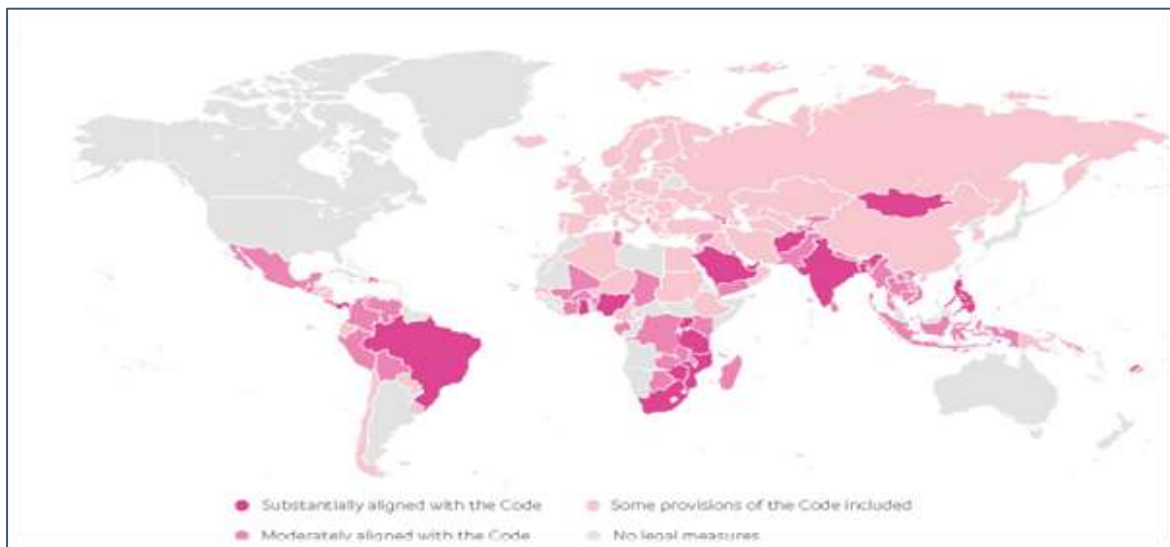 Substantially aligned with the Code
Some provisions of the Code included
Moderately aligned with the Code
No legal measures